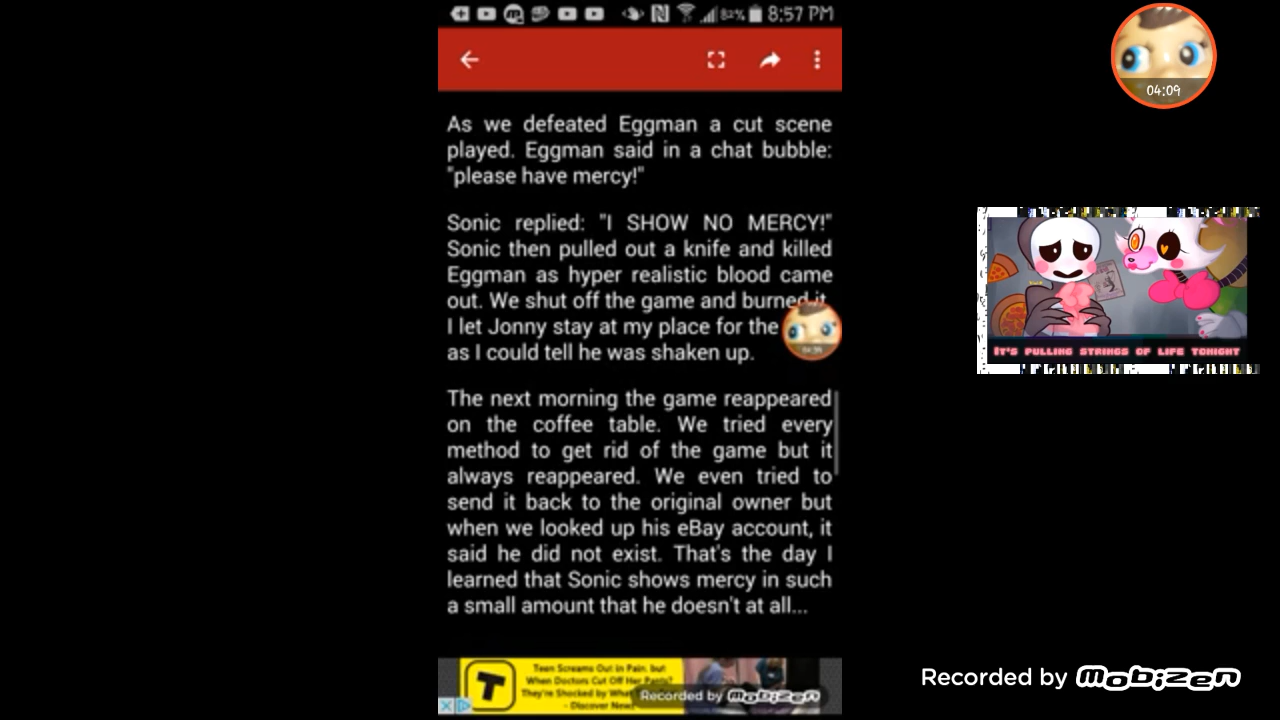 82% 8:57 PM
04:09
As we defeated Eggman a cut scene
played. Eggman said in a chat bubble:
"please have mercy!"
Sonic replied: "I SHOW NO MERCY!"
Sonic then pulled out a knife and killed
Eggman as hyper realistic blood came
out. We shut off the game and burned it.
I let Jonny stay at my place for the
as I could tell he was shaken up.
IT'S PULLING STRINGS OF LIFE TONIGHT
The next morning the game reappeared
on the coffee table. We tried every
method to get rid of the game but it
always reappeared. We even tried to
send it back to the original owner but
when we looked up his eBay account, it
said he did not exist. That's the day I
learned that Sonic shows mercy in such
a small amount that he doesn't at all...
T
Teen Screams Out in Pain, but
When Doctors Cut Off Her Pants?
They're Shocked by
- Discover News
Recorded by mobizen
Recorded by mobizen